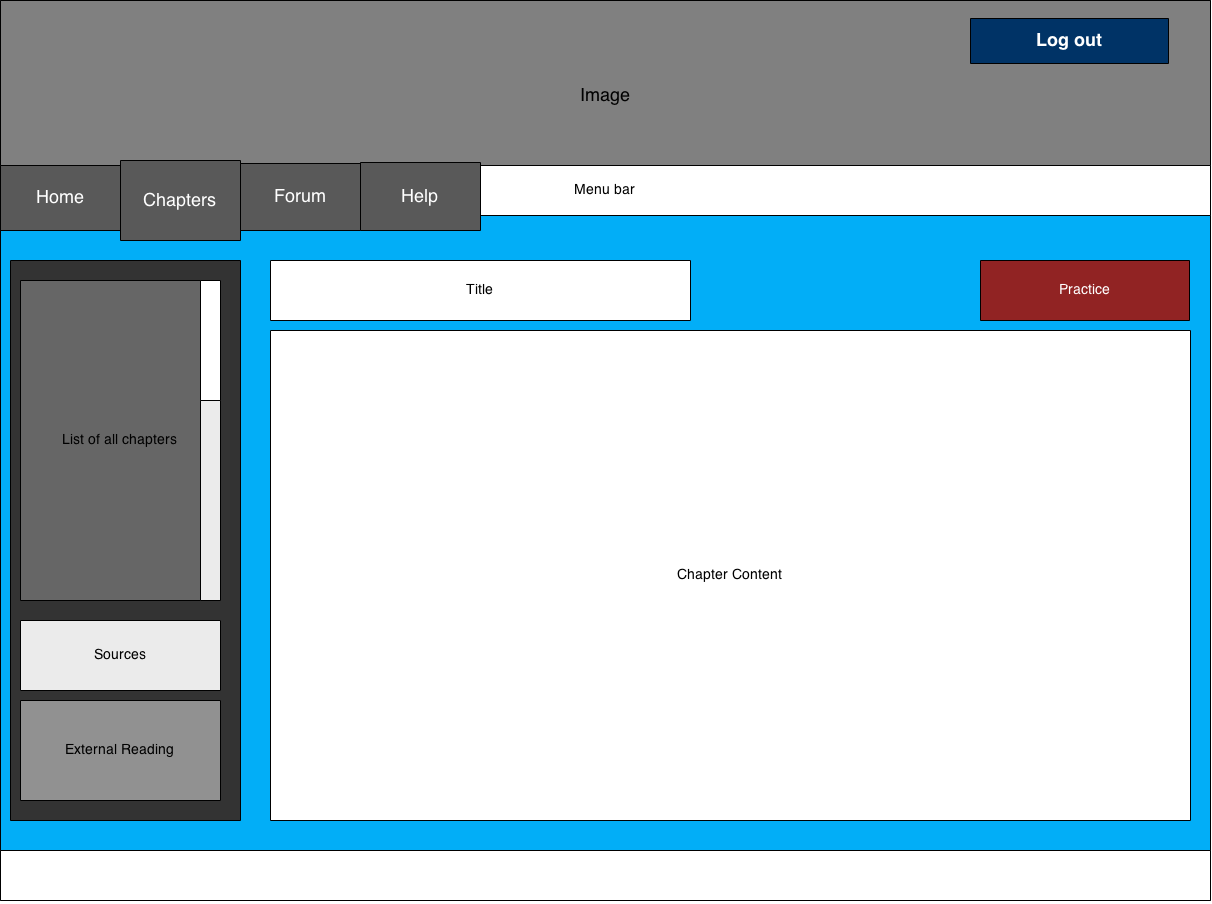 Log out
Image
Home
Chapters
Forum
Help
Menu bar
Title
Practice
List of all chapters
Chapter Content
Sources
External Reading